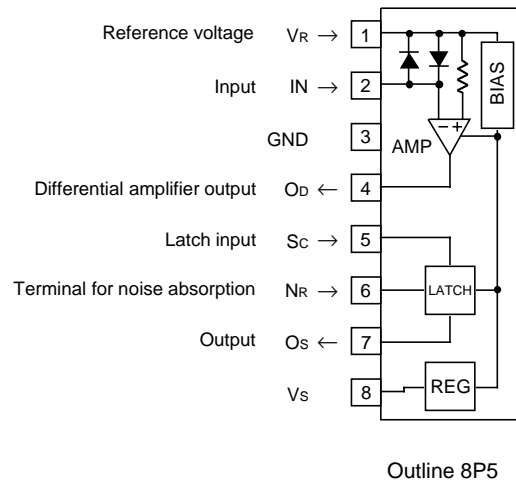 Reference voltage VR → 1
Input IN → 2
GND 3
Differential amplifier output OD ← 4
Latch input SC → 5
Terminal for noise absorption NR → 6
Output OS ← 7
VS 8
BIAS
− +
AMP
LATCH
REG
Outline 8P5